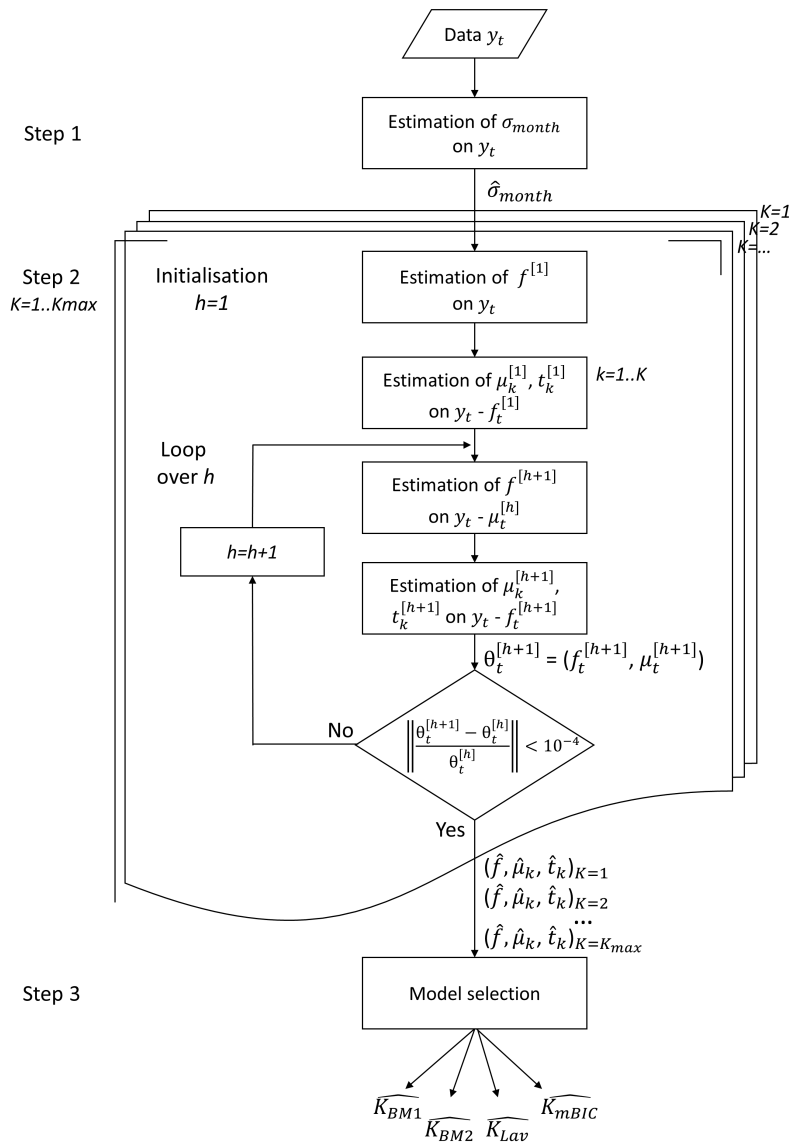 Data y_t
Step 1
Estimation of σ_month
on y_t
σ̂_month
K=1
K=2
K=...
Step 2
K=1..Kmax
Initialisation
h=1
Estimation of f^[1]
on y_t
Estimation of μ_k^[1], t_k^[1]
on y_t - f_t^[1]
k=1..K
Loop
over h
Estimation of f^[h+1]
on y_t - μ_t^[h]
h=h+1
Estimation of μ_k^[h+1],
t_k^[h+1] on y_t - f_t^[h+1]
θ_t^[h+1] = (f_t^[h+1], μ_t^[h+1])
No
‖(θ_t^[h+1] − θ_t^[h]) / θ_t^[h]‖ < 10^−4
Yes
(f̂, μ̂_k, t̂_k)_K=1
(f̂, μ̂_k, t̂_k)_K=2
...
(f̂, μ̂_k, t̂_k)_K=K_max
Step 3
Model selection
K̂_BM1
K̂_BM2
K̂_Lav
K̂_mBIC